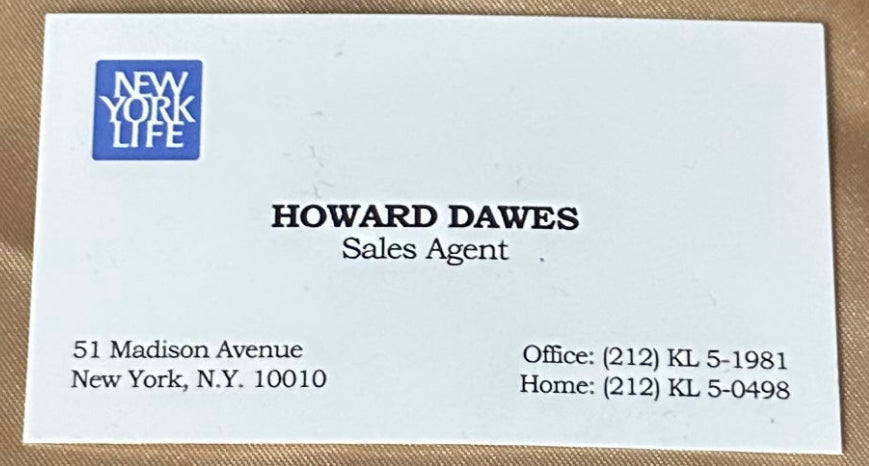 NEW
YORK
LIFE
HOWARD DAWES
Sales Agent
51 Madison Avenue
New York, N.Y. 10010
Office: (212) KL 5-1981
Home: (212) KL 5-0498